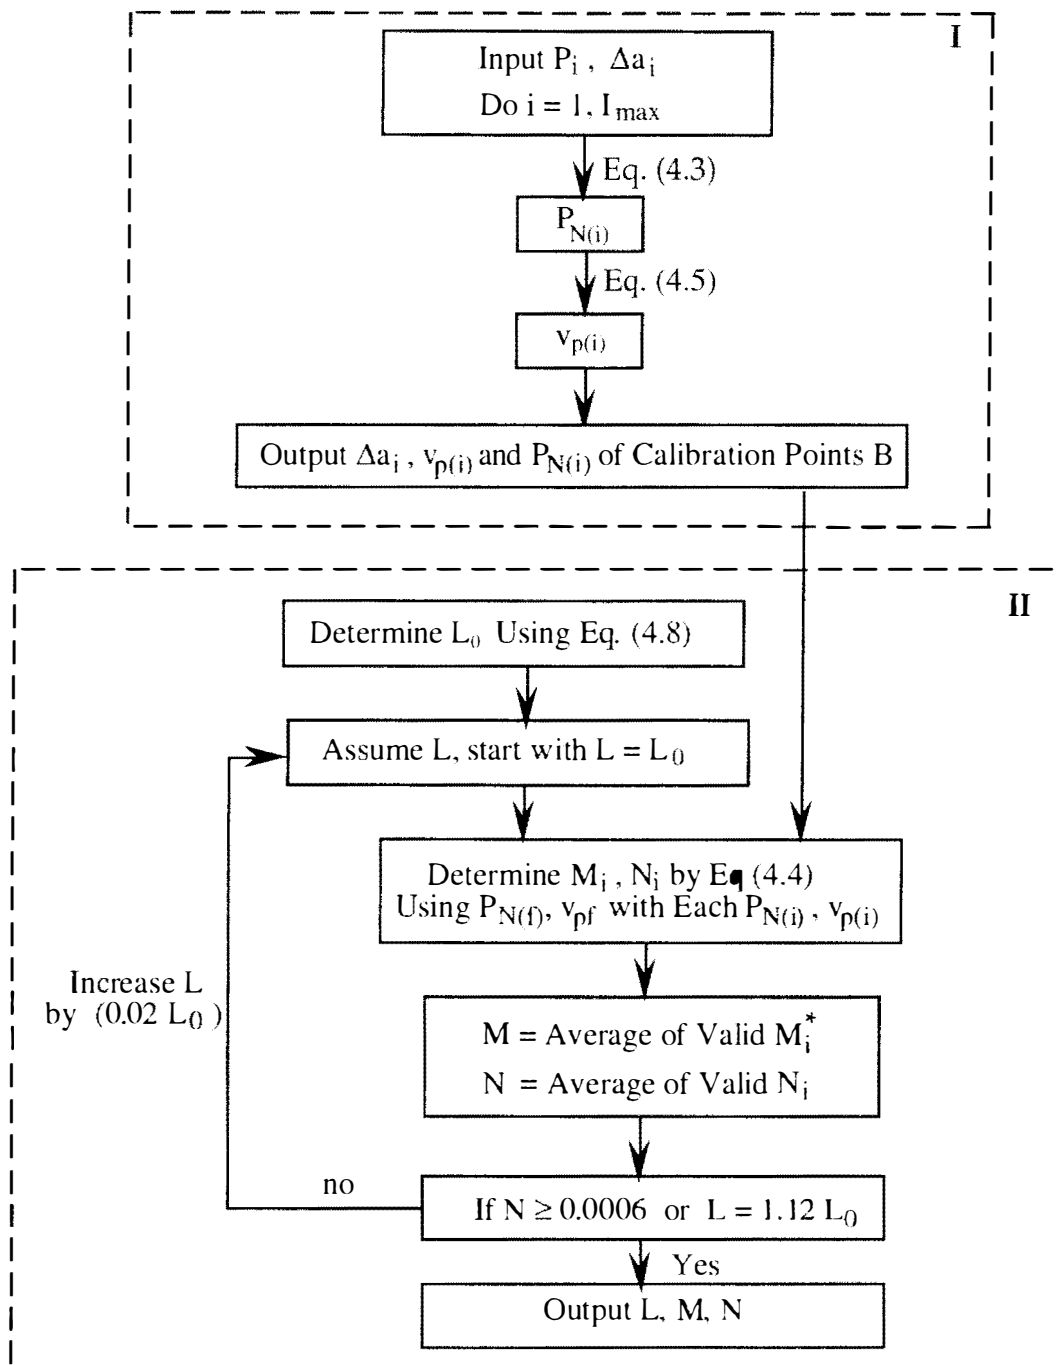 I
Input P_i , Δa_i
Do i = 1, I_max
Eq. (4.3)
P_N(i)
Eq. (4.5)
v_p(i)
Output Δa_i , v_p(i) and P_N(i) of Calibration Points B
II
Determine L_0 Using Eq. (4.8)
Assume L, start with L = L_0
Determine M_i , N_i by Eq (4.4)
Using P_N(f), v_pf with Each P_N(i) , v_p(i)
Increase L
by (0.02 L_0 )
M = Average of Valid M_i^*
N = Average of Valid N_i
no
If N ≥ 0.0006 or L = 1.12 L_0
Yes
Output L, M, N